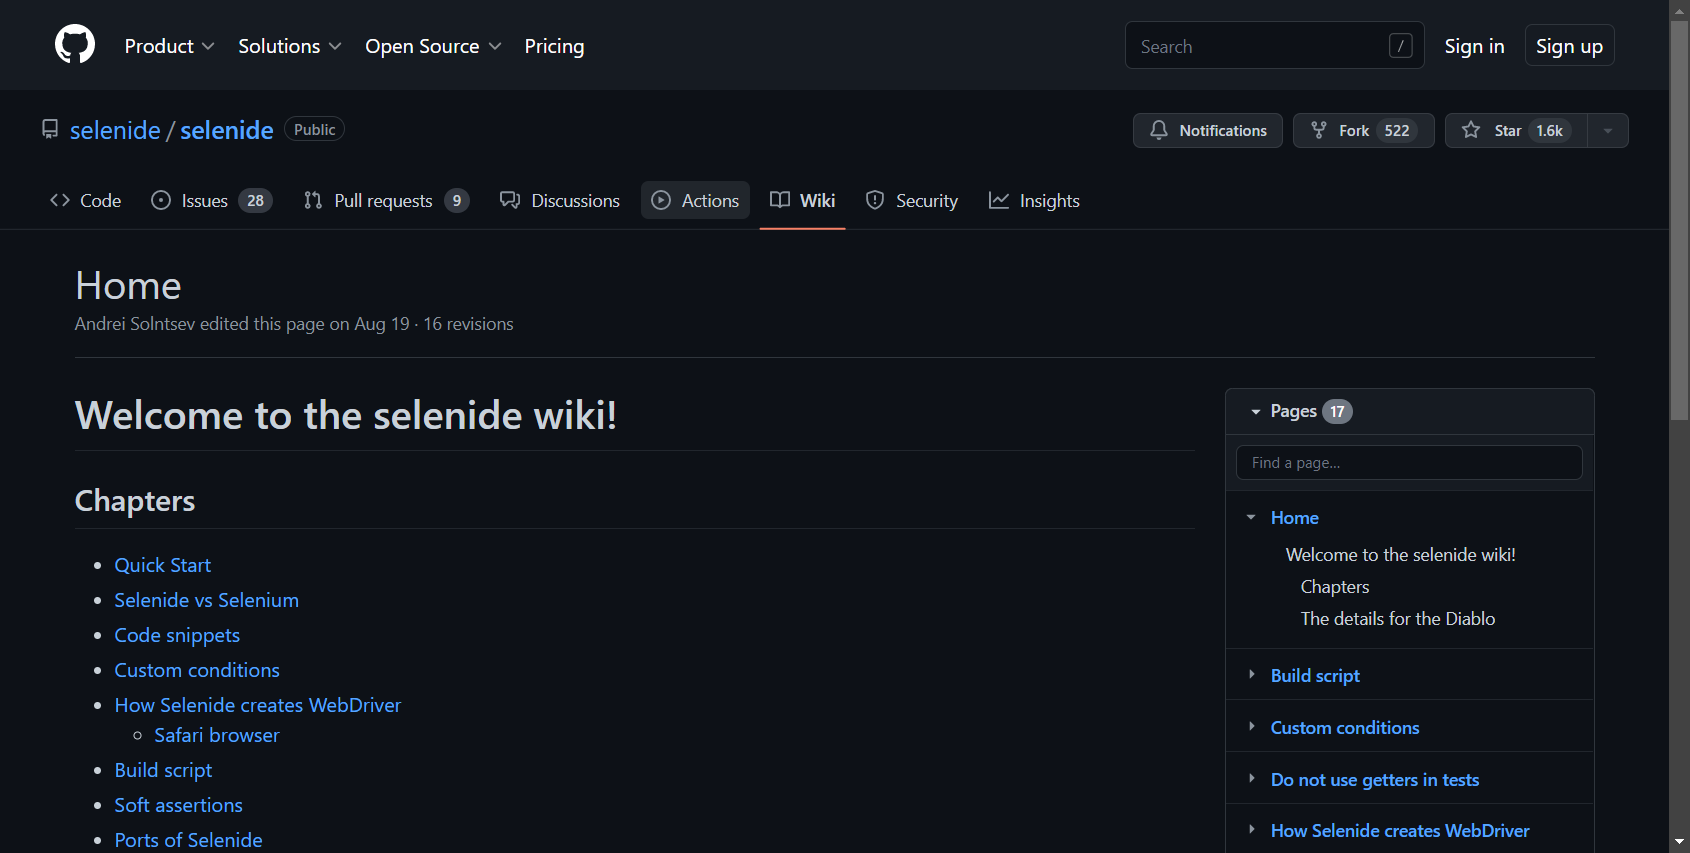 Product Solutions Open Source Pricing Search / Sign in Sign up
selenide / selenide Public Notifications Fork 522 Star 1.6k
Code Issues 28 Pull requests 9 Discussions Actions Wiki Security Insights
Home
Andrei Solntsev edited this page on Aug 19 · 16 revisions
Welcome to the selenide wiki!
Chapters
Quick Start
Selenide vs Selenium
Code snippets
Custom conditions
How Selenide creates WebDriver
Safari browser
Build script
Soft assertions
Ports of Selenide
Pages 17
Find a page...
Home
Welcome to the selenide wiki!
Chapters
The details for the Diablo
Build script
Custom conditions
Do not use getters in tests
How Selenide creates WebDriver